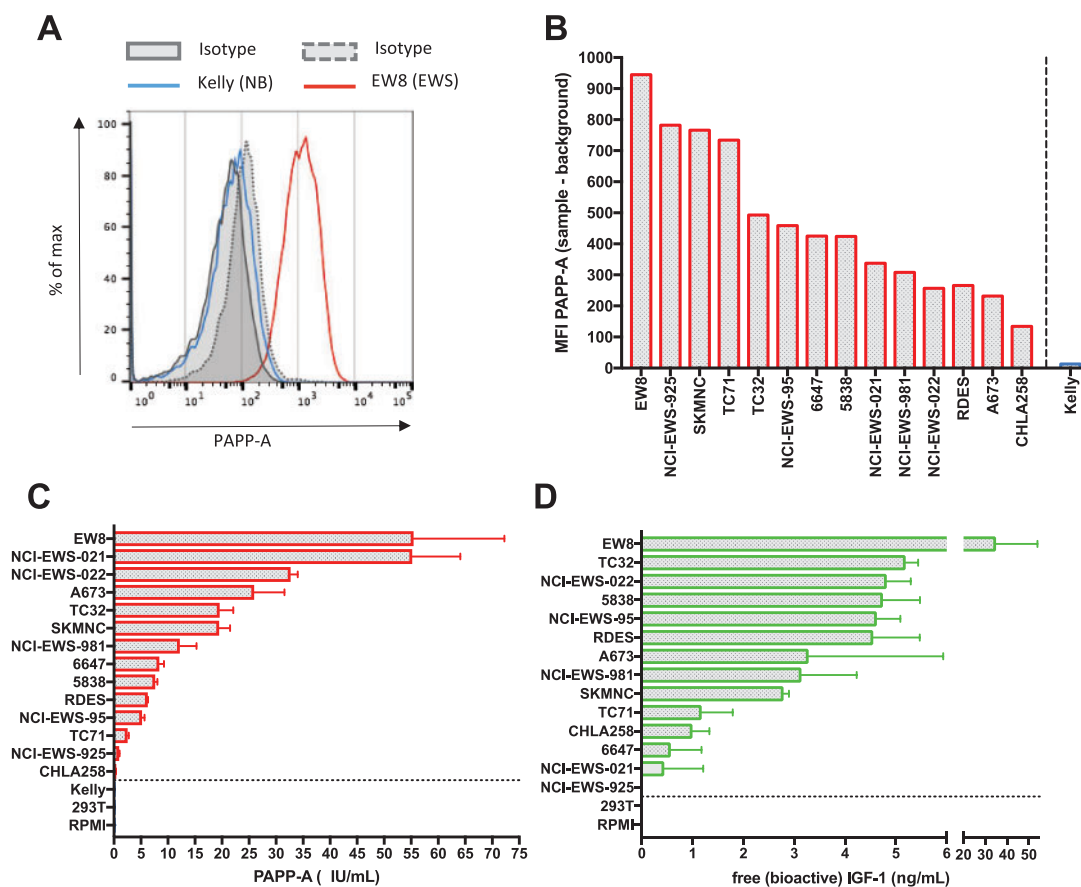 A
Isotype Isotype
Kelly (NB) EW8 (EWS)
% of max
100
80
60
40
20
0
10^0 10^1 10^2 10^3 10^4 10^5
PAPP-A
B
MFI PAPP-A (sample - background)
1000
900
800
700
600
500
400
300
200
100
0
EW8
NCI-EWS-925
SKMNC
TC71
TC32
NCI-EWS-95
6647
5838
NCI-EWS-021
NCI-EWS-981
NCI-EWS-022
RDES
A673
CHLA258
Kelly
C
EW8
NCI-EWS-021
NCI-EWS-022
A673
TC32
SKMNC
NCI-EWS-981
6647
5838
RDES
NCI-EWS-95
TC71
NCI-EWS-925
CHLA258
Kelly
293T
RPMI
0 5 10 15 20 25 30 35 40 45 50 55 60 65 70 75
PAPP-A ( IU/mL)
D
EW8
TC32
NCI-EWS-022
5838
NCI-EWS-95
RDES
A673
NCI-EWS-981
SKMNC
TC71
CHLA258
6647
NCI-EWS-021
NCI-EWS-925
293T
RPMI
0 1 2 3 4 5 6 20 30 40 50
free (bioactive) IGF-1 (ng/mL)